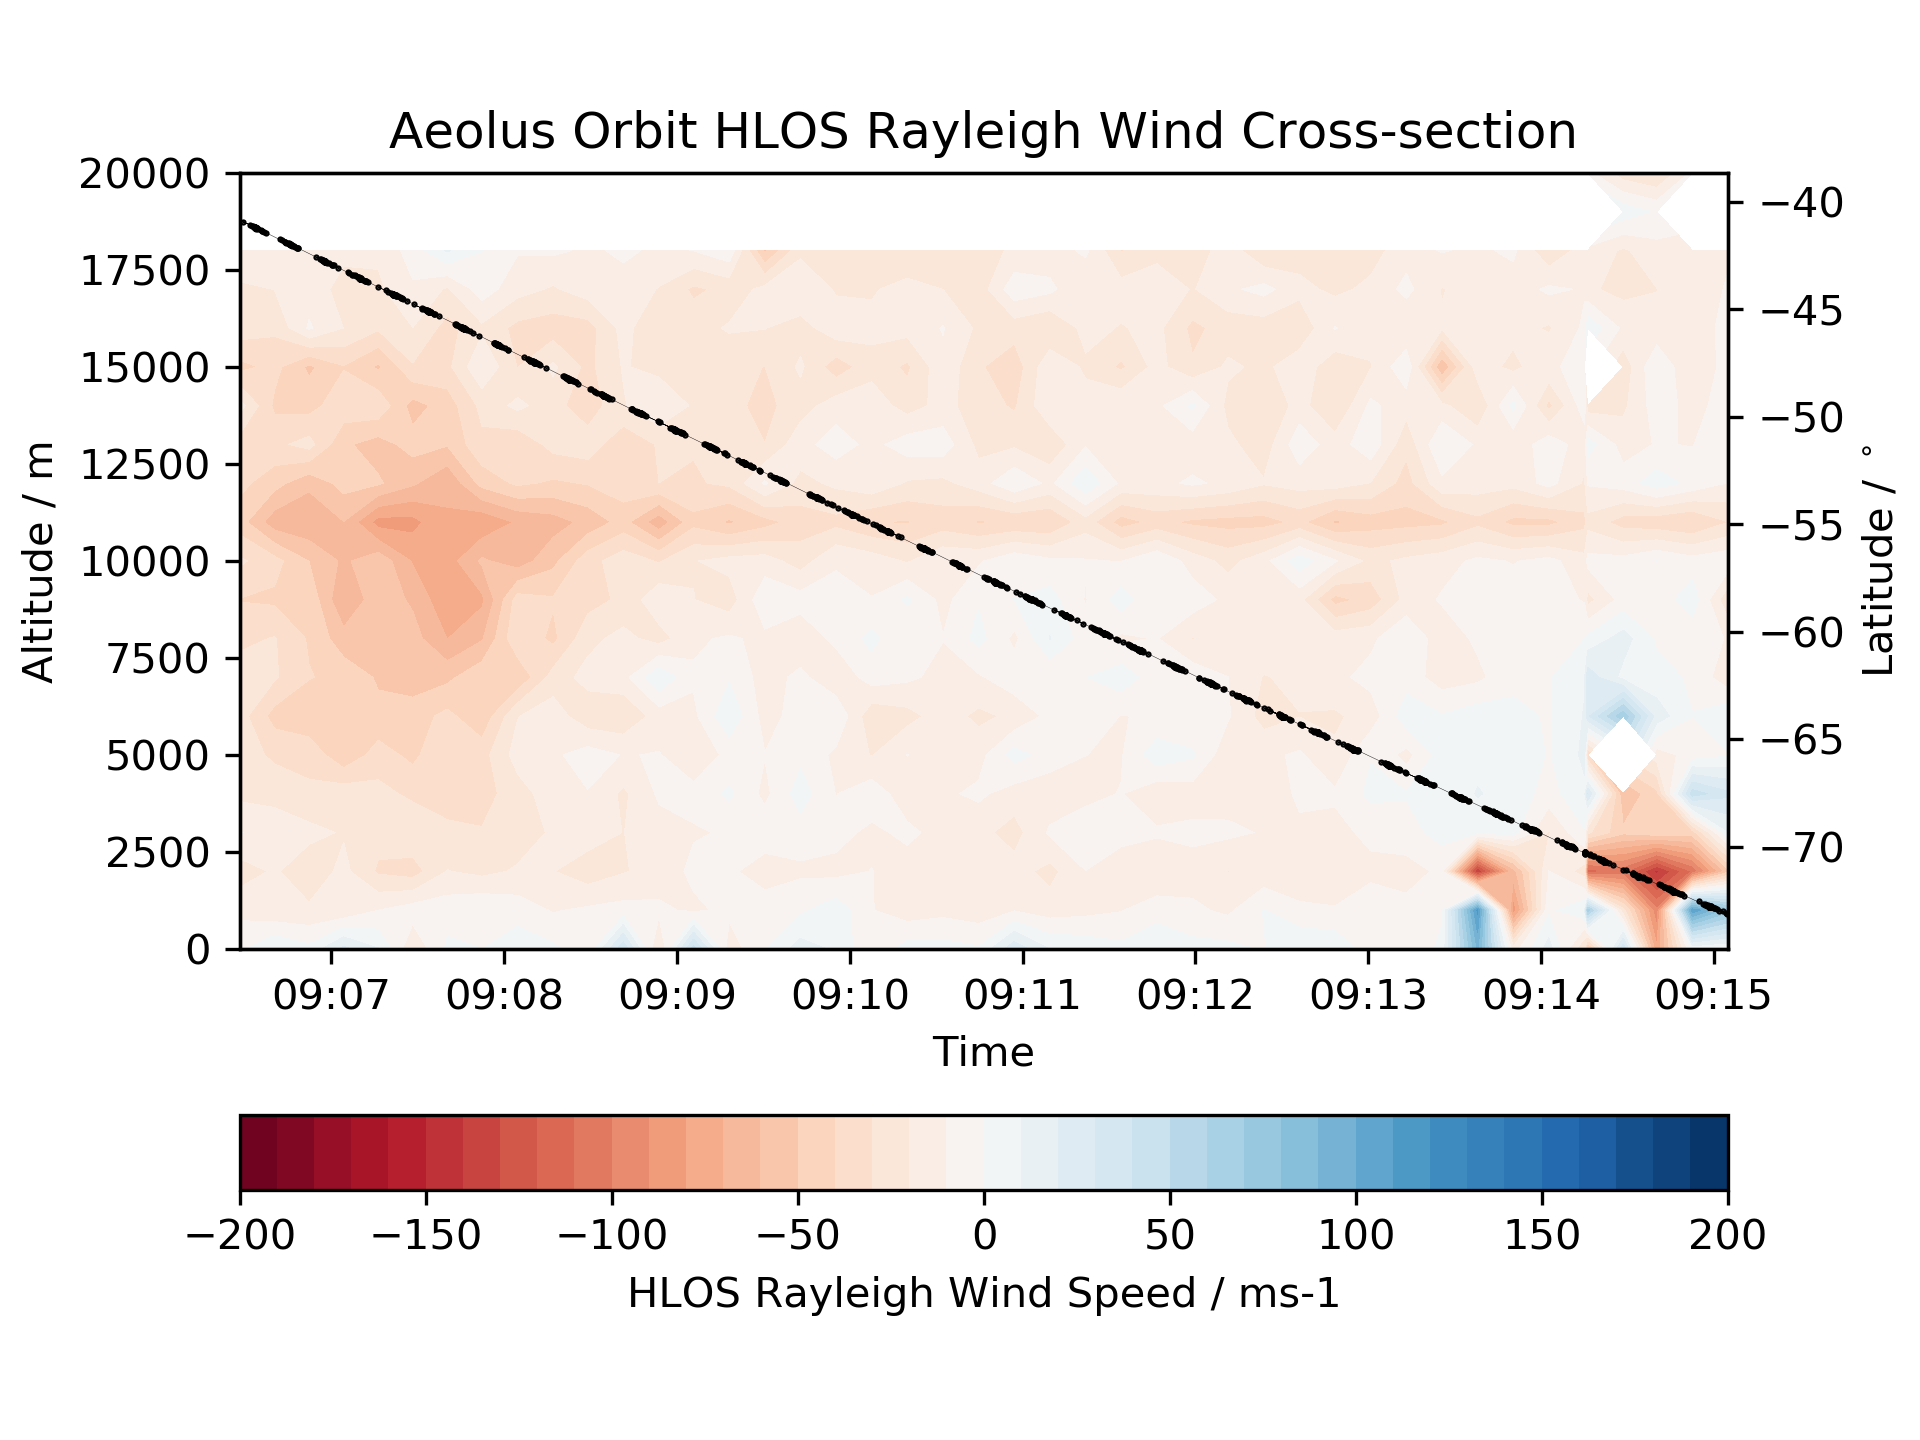 Aeolus Orbit HLOS Rayleigh Wind Cross-section
20000
17500
15000
12500
10000
7500
5000
2500
0
Altitude / m
−40
−45
−50
−55
−60
−65
−70
Latitude / °
09:07 09:08 09:09 09:10 09:11 09:12 09:13 09:14 09:15
Time
−200 −150 −100 −50 0 50 100 150 200
HLOS Rayleigh Wind Speed / ms-1